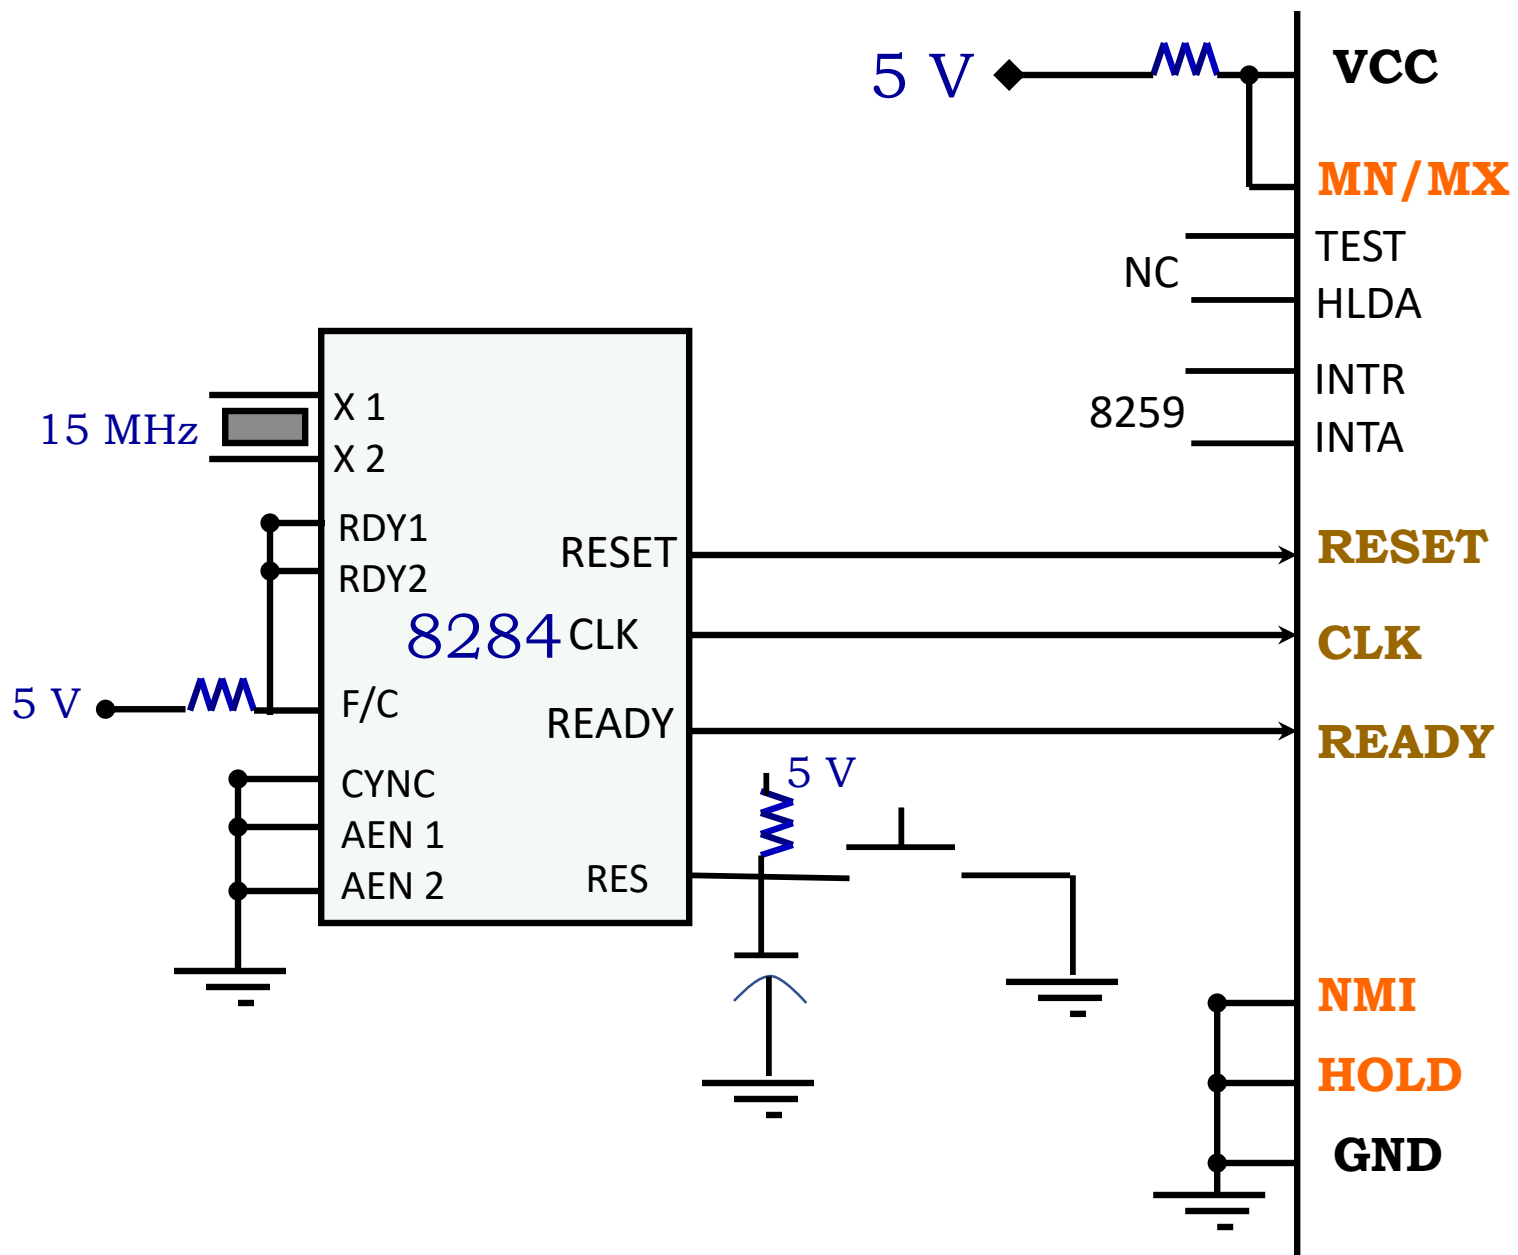 5 V
VCC
MN/MX
TEST
NC
HLDA
INTR
8259
INTA
15 MHz
X 1
X 2
RDY1
RDY2
RESET
RESET
8284
CLK
CLK
5 V
F/C
READY
READY
5 V
CYNC
AEN 1
AEN 2
RES
NMI
HOLD
GND